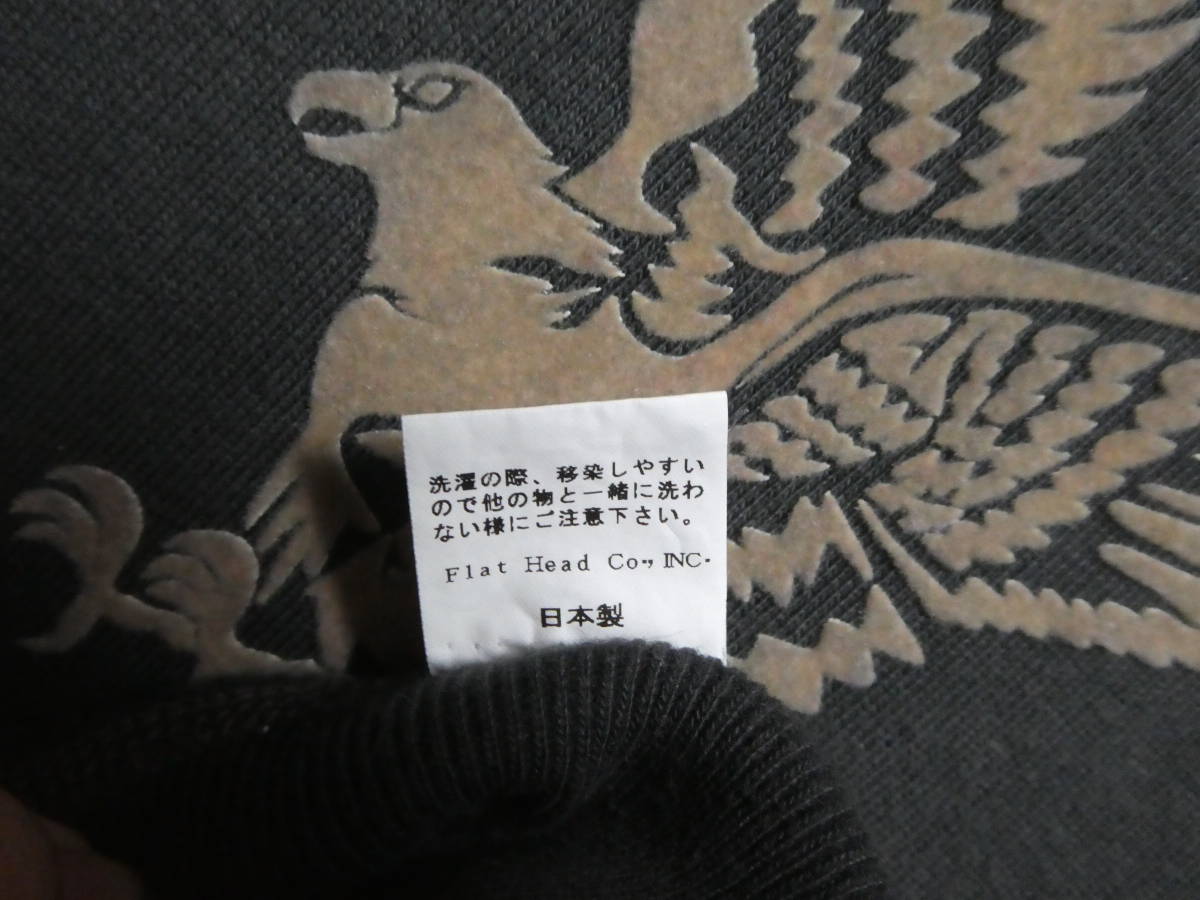 洗濯の際、移染しやすい
ので他の物と一緒に洗わ
ない様にご注意下さい。
Flat Head Co., INC.
日本製